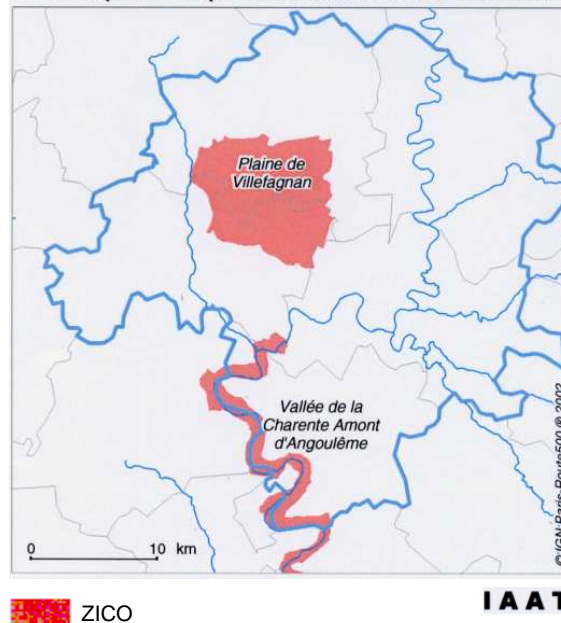 Plaine de
Villefagnan
Vallée de la
Charente Amont
d'Angoulême
0 10 km
©IGN-Paris-Route500 ® 2002
IAAT
ZICO